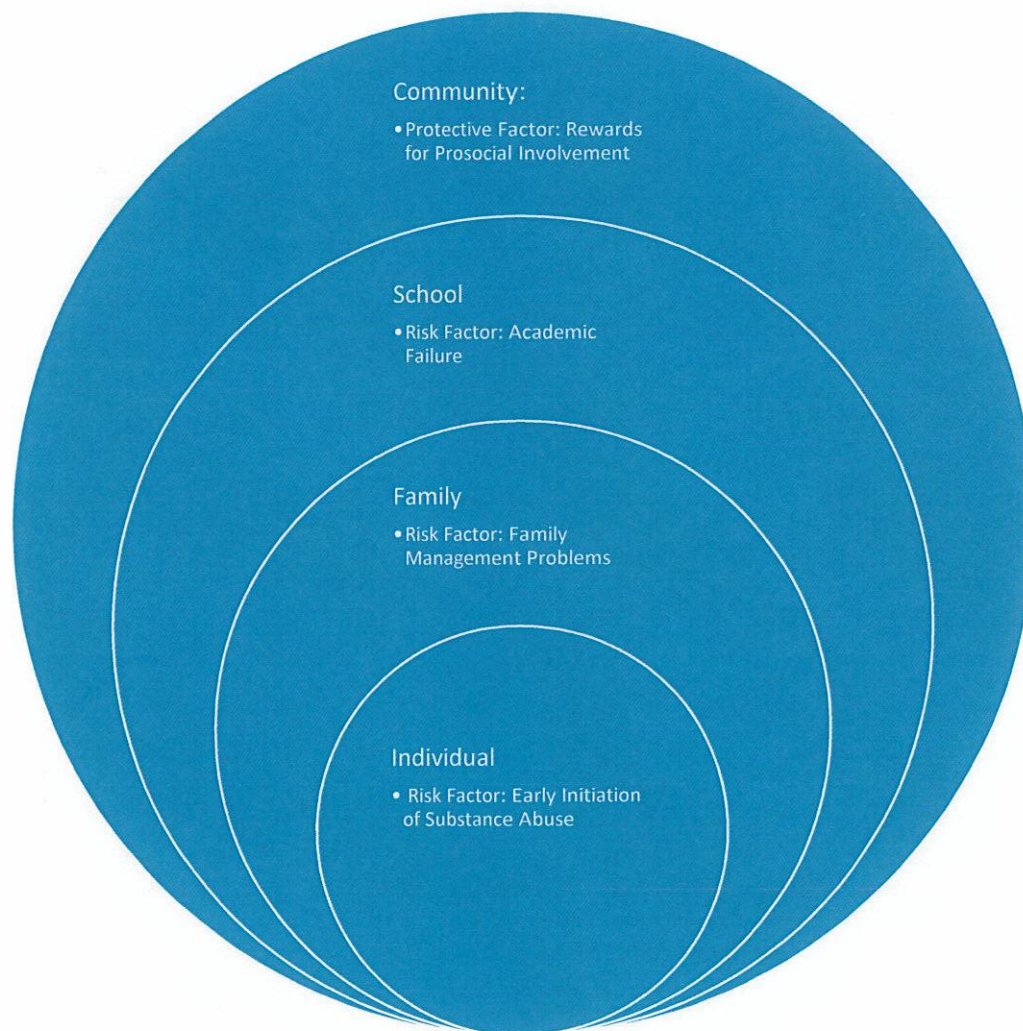 Community:
•Protective Factor: Rewards
for Prosocial Involvement
School
•Risk Factor: Academic
Failure
Family
•Risk Factor: Family
Management Problems
Individual
• Risk Factor: Early Initiation
of Substance Abuse